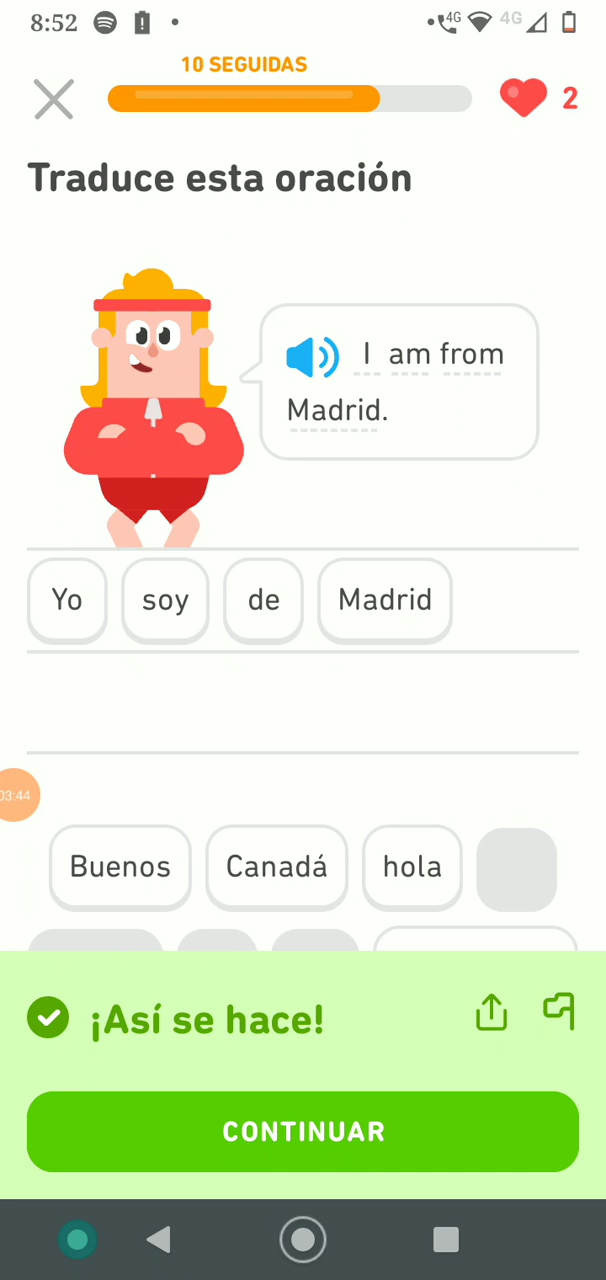 8:52
4G 4G
10 SEGUIDAS
2
Traduce esta oración
I am from
Madrid.
Yo soy de Madrid
03:44
Buenos Canadá hola
¡Así se hace!
CONTINUAR